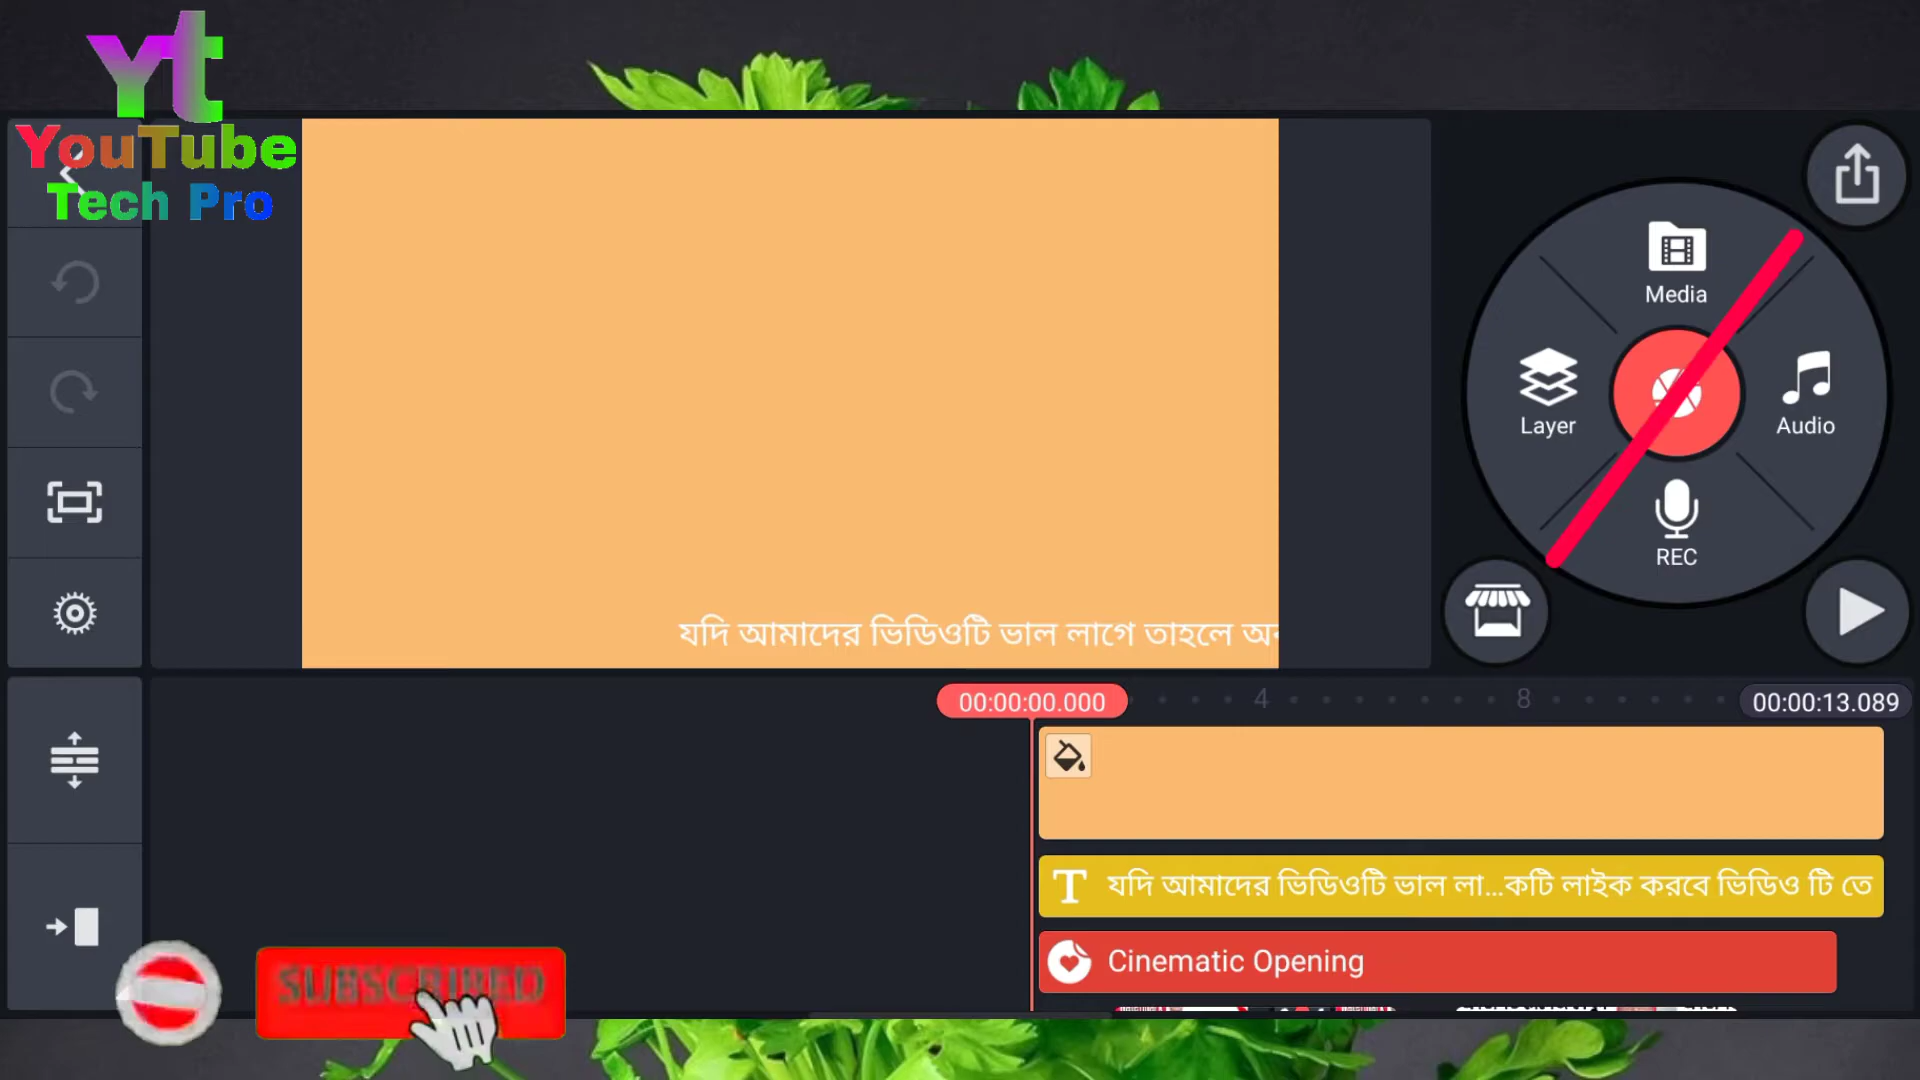 Yt
YouTube
Tech Pro
Media
Layer
Audio
REC
যদি আমাদের ভিডিওটি ভাল লাগে তাহলে
00:00:00.000
4
8
00:00:13.089
T যদি আমাদের ভিডিওটি ভাল লা...কটি লাইক করবে ভিডিও টি তে
Cinematic Opening
SUBSCRIBED